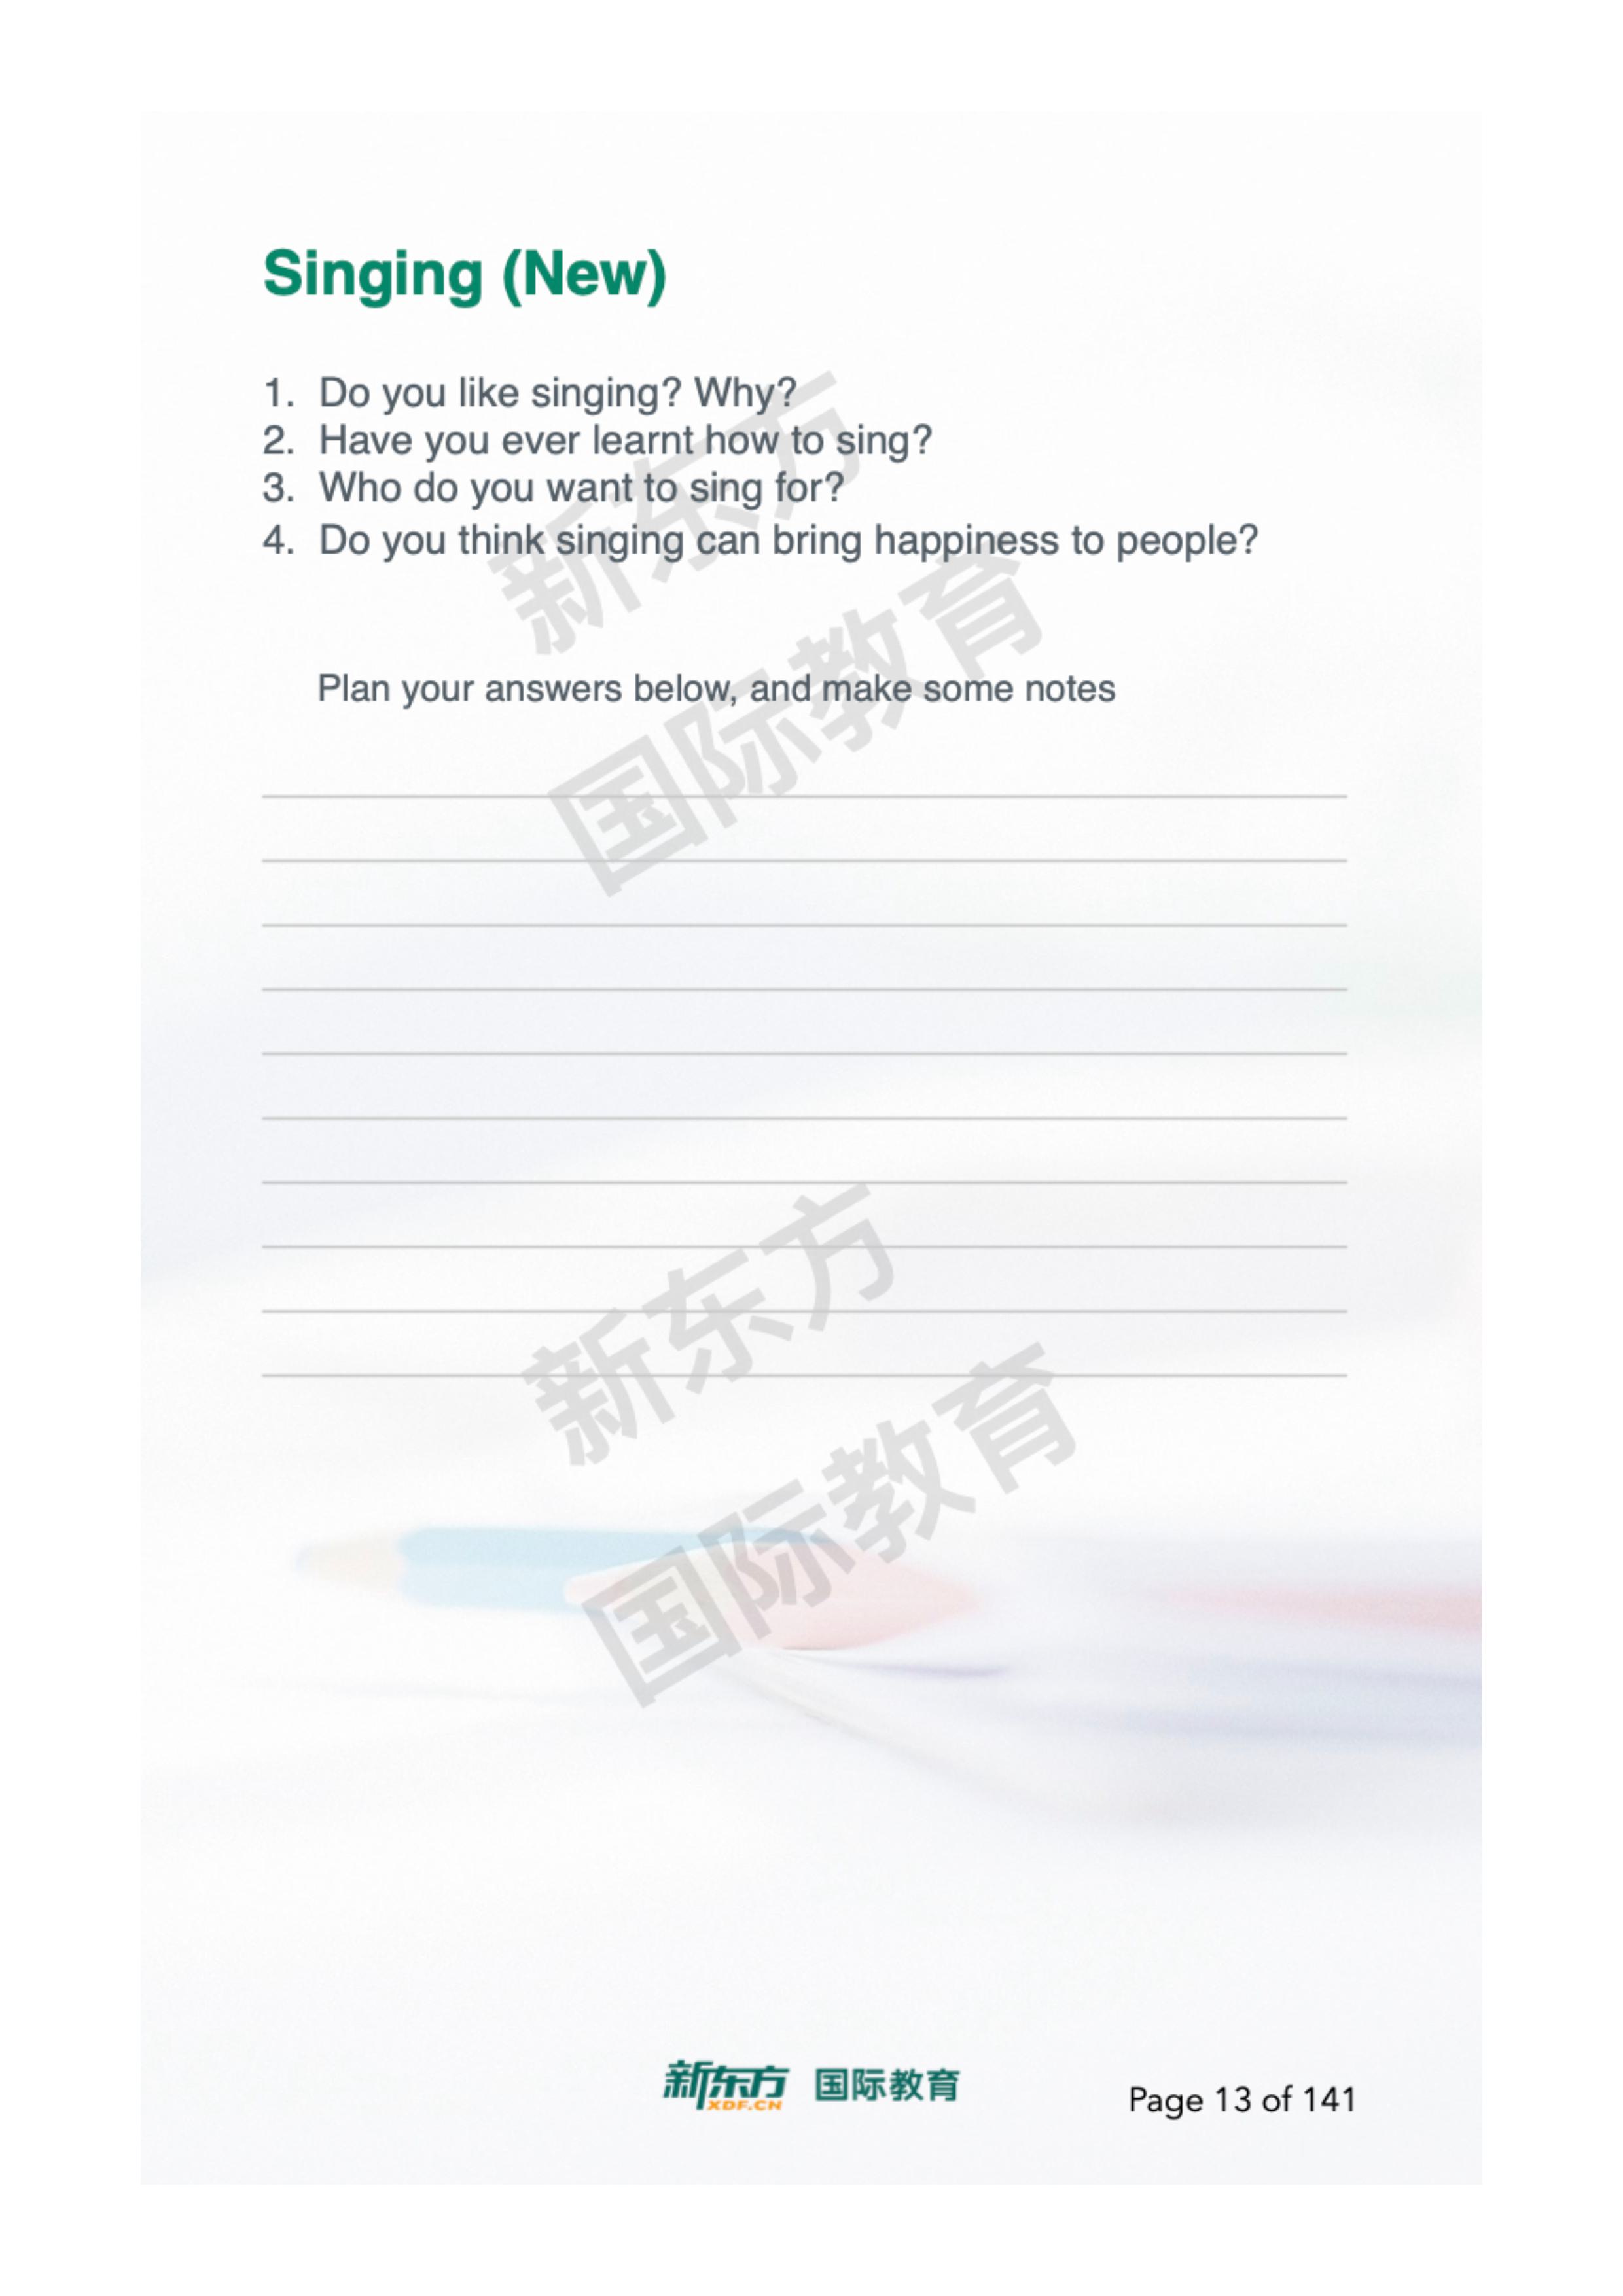 Singing (New)
1. Do you like singing? Why?
2. Have you ever learnt how to sing?
3. Who do you want to sing for?
4. Do you think singing can bring happiness to people?
Plan your answers below, and make some notes
新东方
国际教育
新东方
国际教育
新东方 国际教育
XDF.CN
Page 13 of 141